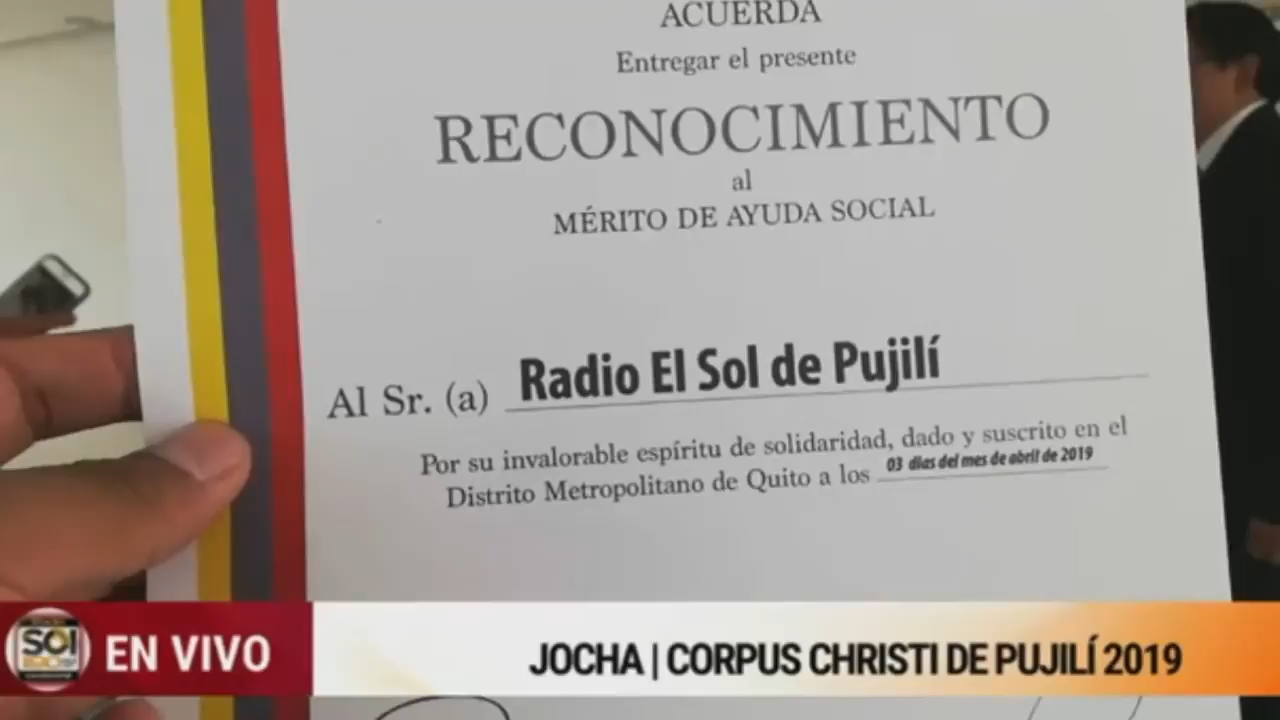 ACUERDA
Entregar el presente
RECONOCIMIENTO
al
MÉRITO DE AYUDA SOCIAL
Al Sr. (a) Radio El Sol de Pujilí
Por su invalorable espíritu de solidaridad, dado y suscrito en el
Distrito Metropolitano de Quito a los 03 dias del mes de abril de 2019
SOL EN VIVO
JOCHA | CORPUS CHRISTI DE PUJILÍ 2019